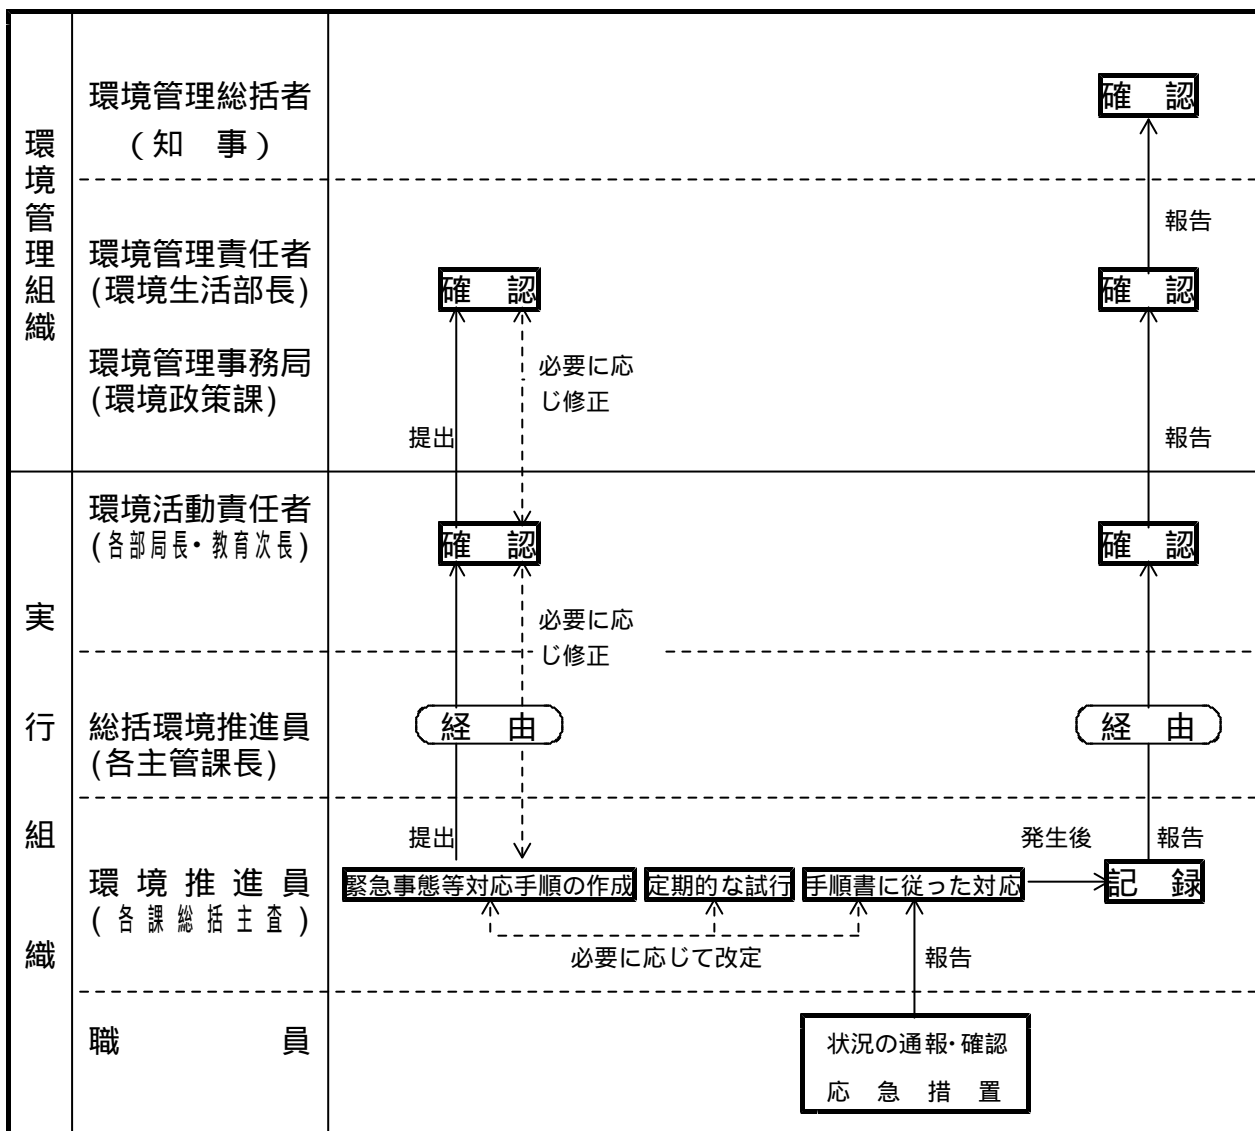 環境管理組織
環境管理総括者
(知　事)
確　認
報告
環境管理責任者
(環境生活部長)
確　認
確　認
環境管理事務局
(環境政策課)
必要に応
じ修正
提出
報告
実行組織
環境活動責任者
(各部局長・教育次長)
確　認
確　認
必要に応
じ修正
総括環境推進員
(各主管課長)
経　由
経　由
提出
発生後
報告
環境推進員
(各課総括主査)
緊急事態等対応手順の作成
定期的な試行
手順書に従った対応
記　録
必要に応じて改定
報告
職　員
状況の通報・確認
応急措置